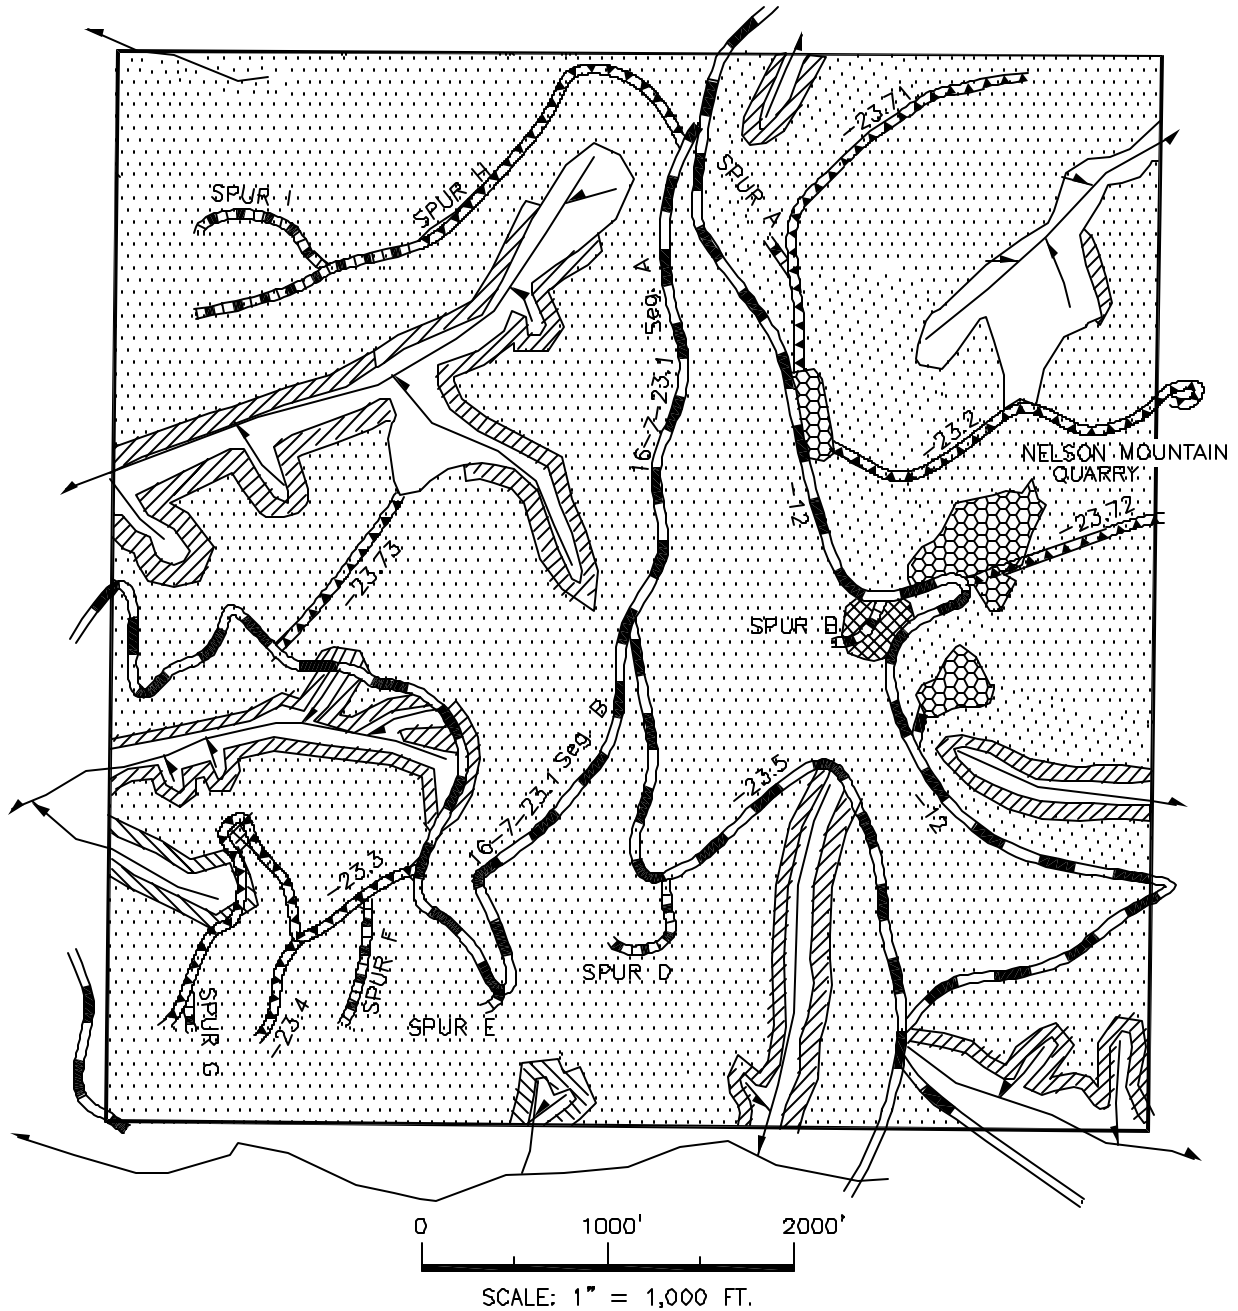 -23.71
SPUR A
SPUR I
SPUR H
16-7-23.1
Seg. A
-23.2
NELSON MOUNTAIN
QUARRY
-12
-23.72
-23.73
SPUR B
16-7-23.1 Seg. B
-23.5
-12
-23.3
SPUR D
SPUR F
SPUR G
-23.4
SPUR E
0 1000' 2000'
SCALE: 1" = 1,000 FT.